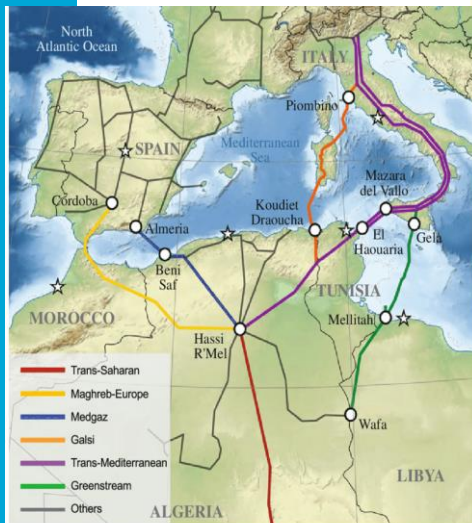 North
Atlantic Ocean
ITALY
Piombino
SPAIN
Mediterranean
Sea
Mazara
del Vallo
Córdoba
Koudiet
Draoucha
Almeria
El
Haouaria
Gela
Beni
Saf
TUNISIA
MOROCCO
Mellitah
Hassi
R'Mel
Trans-Saharan
Maghreb-Europe
Medgaz
Galsi
Wafa
Trans-Mediterranean
LIBYA
Greenstream
Others
ALGERIA